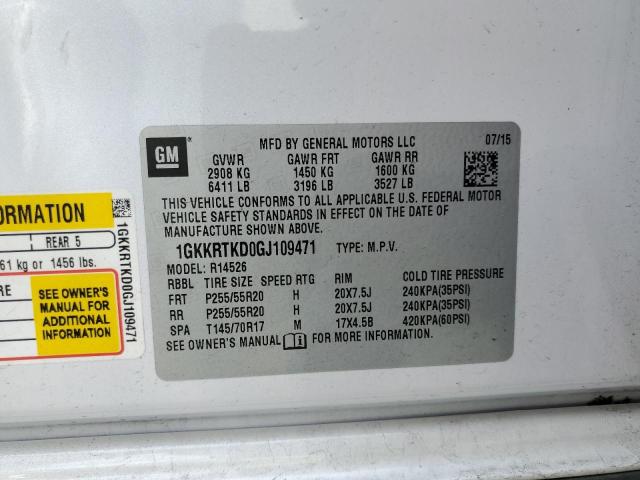 GM
MFD BY GENERAL MOTORS LLC 07/15
GVWR GAWR FRT GAWR RR
2908 KG 1450 KG 1600 KG
6411 LB 3196 LB 3527 LB
THIS VEHICLE CONFORMS TO ALL APPLICABLE U.S. FEDERAL MOTOR
VEHICLE SAFETY STANDARDS IN EFFECT ON THE DATE OF
MANUFACTURE SHOWN ABOVE.
1GKKRTKD0GJ109471 TYPE: M.P.V.
MODEL: R14526
RBBL TIRE SIZE SPEED RTG RIM COLD TIRE PRESSURE
FRT P255/55R20 H 20X7.5J 240KPA(35PSI)
RR P255/55R20 H 20X7.5J 240KPA(35PSI)
SPA T145/70R17 M 17X4.5B 420KPA(60PSI)
SEE OWNER'S MANUAL FOR MORE INFORMATION.
ORMATION
REAR 5
61 kg or 1456 lbs.
RE
SEE OWNER'S
MANUAL FOR
ADDITIONAL
INFORMATION
1GKKRTKD0GJ109471